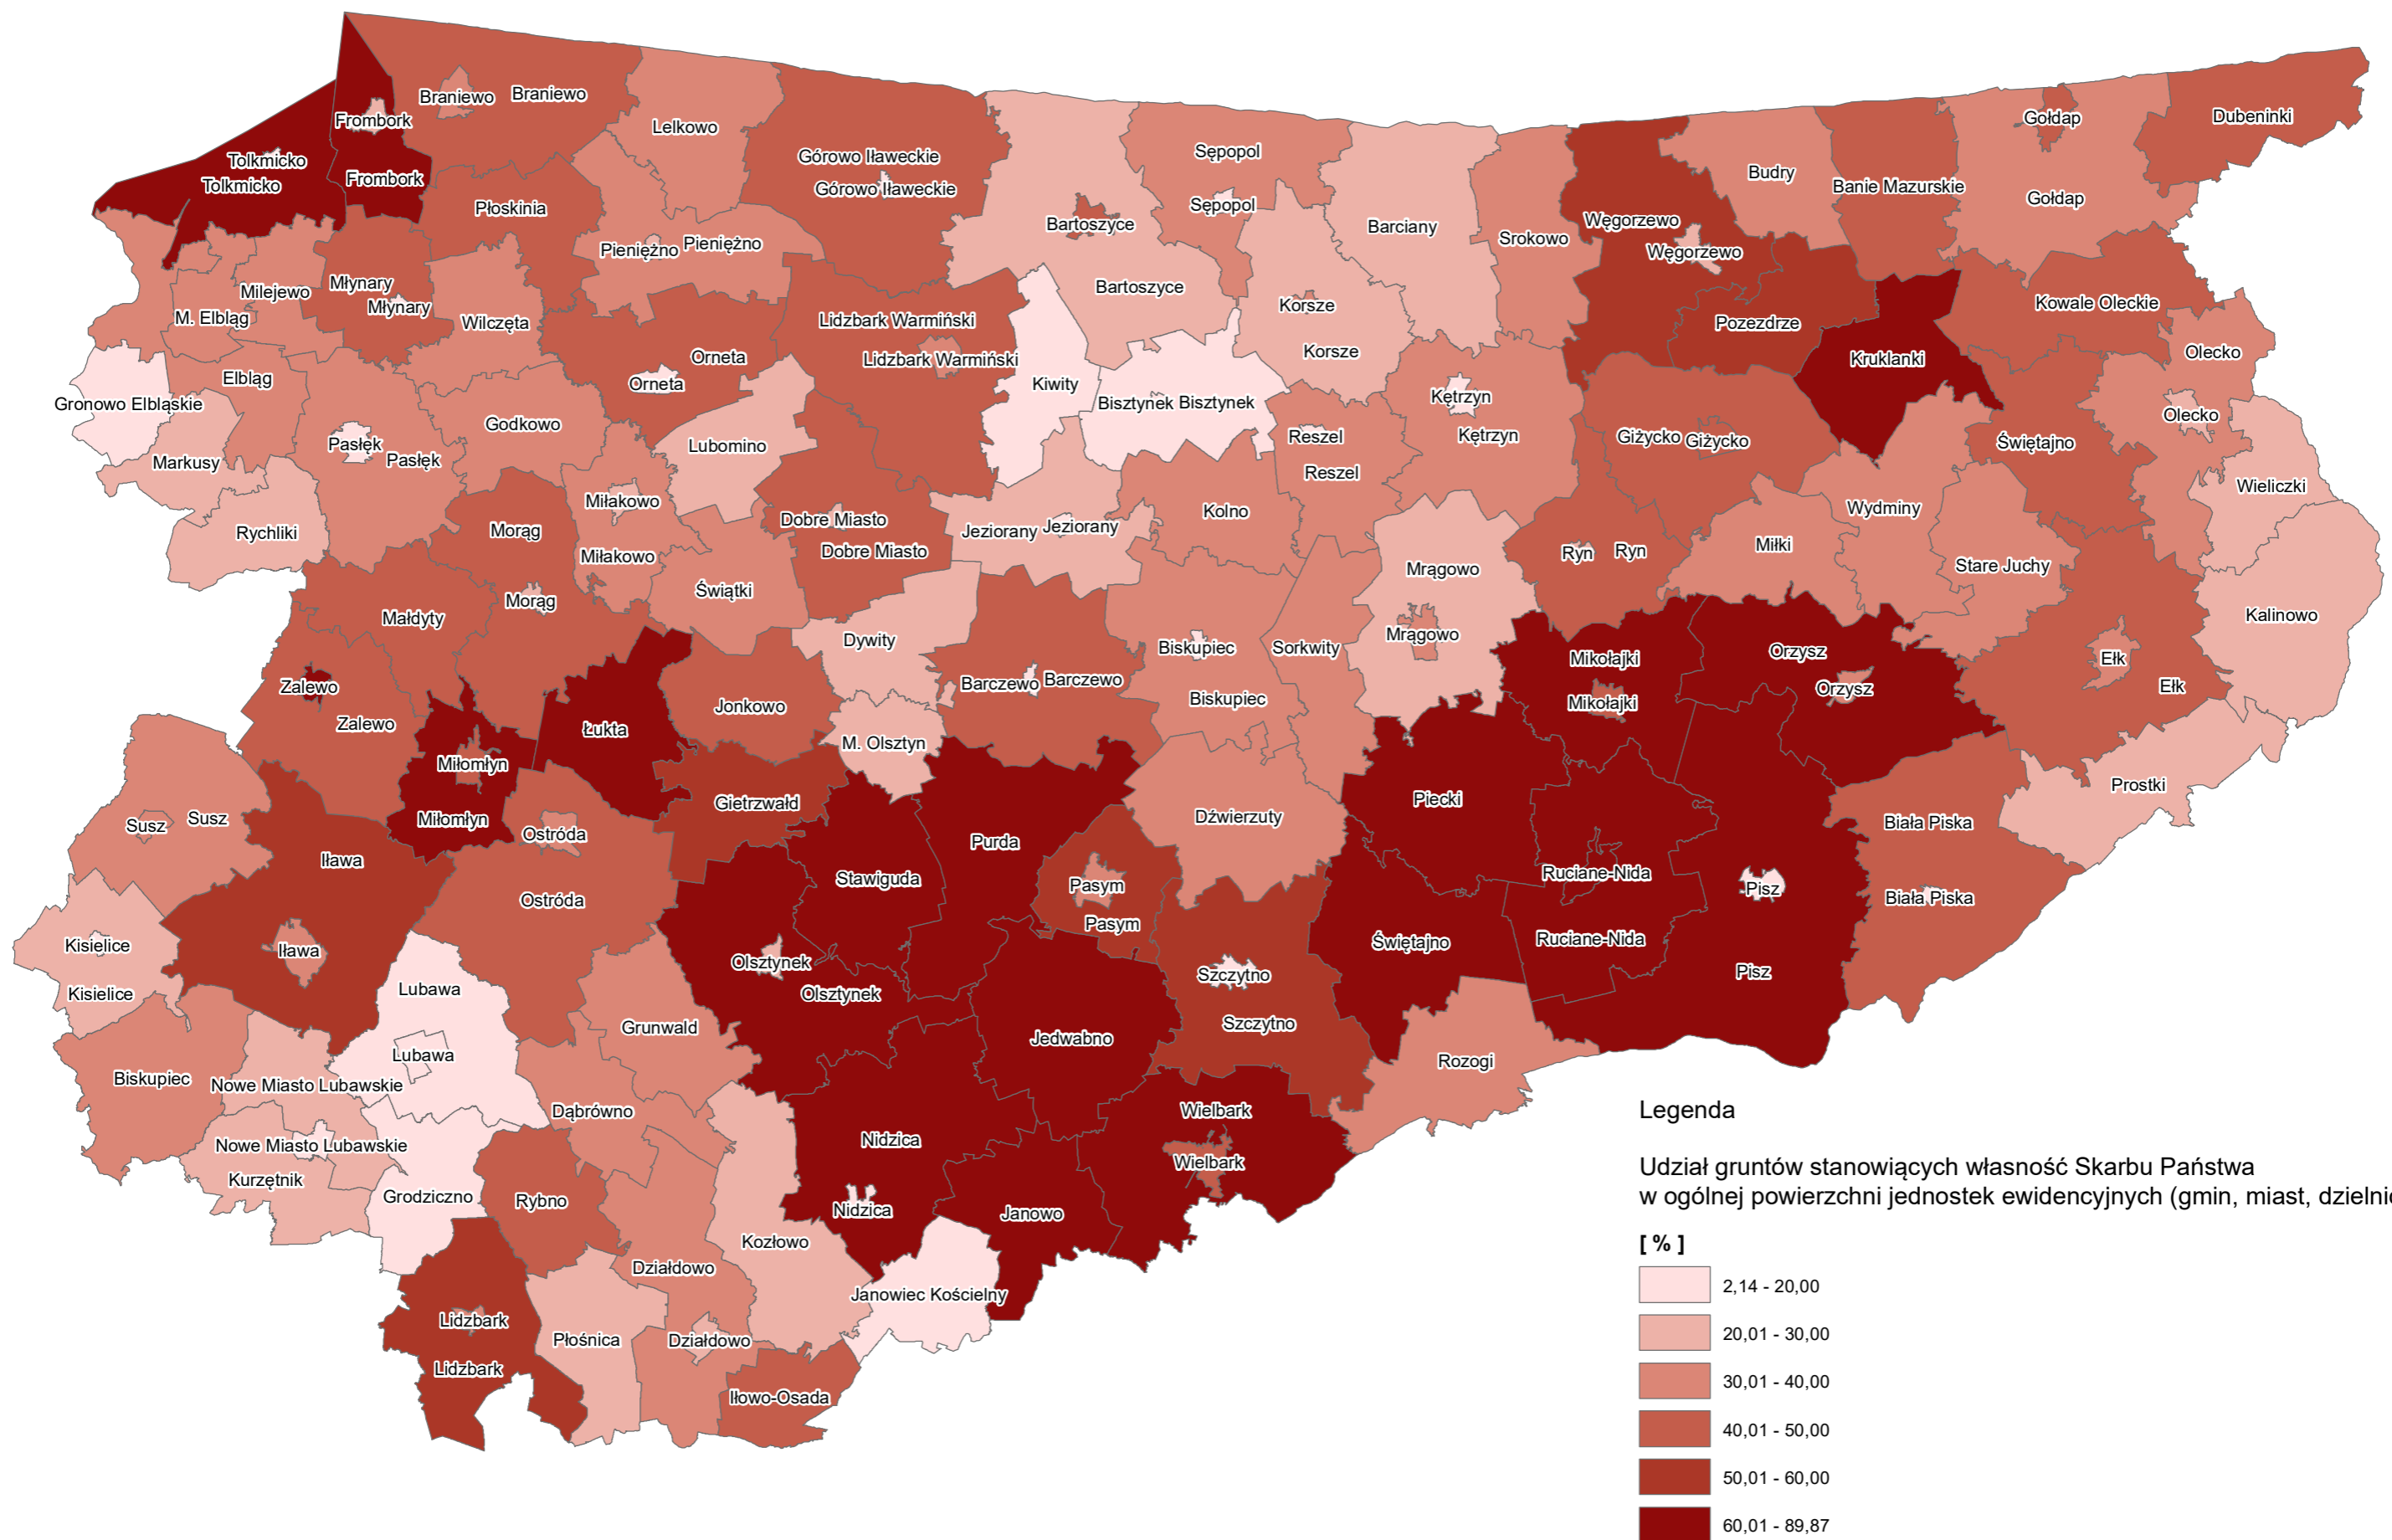 Braniewo
Braniewo
Frombork
Lelkowo
Gołdap
Dubeninki
Tolkmicko
Tolkmicko
Frombork
Górowo Iławeckie
Górowo Iławeckie
Sępopol
Budry
Banie Mazurskie
Gołdap
Płoskinia
Sępopol
Bartoszyce
Barciany
Węgorzewo
Srokowo
Węgorzewo
Pieniężno
Pieniężno
Młynary
Milejewo
Młynary
Bartoszyce
Korsze
Kowale Oleckie
M. Elbląg
Wilczęta
Lidzbark Warmiński
Pozezdrze
Orneta
Lidzbark Warmiński
Korsze
Kruklanki
Olecko
Elbląg
Orneta
Kiwity
Gronowo Elbląskie
Bisztynek
Bisztynek
Kętrzyn
Olecko
Godkowo
Pasłęk
Pasłęk
Lubomino
Reszel
Kętrzyn
Giżycko
Giżycko
Świętajno
Markusy
Reszel
Wieliczki
Miłakowo
Rychliki
Morąg
Dobre Miasto
Jeziorany
Jeziorany
Kolno
Wydminy
Dobre Miasto
Ryn
Ryn
Miłki
Miłakowo
Stare Juchy
Mrągowo
Świątki
Morąg
Małdyty
Kalinowo
Dywity
Mrągowo
Biskupiec
Sorkwity
Mikołajki
Orzysz
Ełk
Zalewo
Barczewo
Barczewo
Orzysz
Ełk
Jonkowo
Biskupiec
Mikołajki
Zalewo
Łukta
M. Olsztyn
Miłomłyn
Prostki
Gietrzwałd
Piecki
Susz
Susz
Miłomłyn
Ostróda
Dźwierzuty
Biała Piska
Iława
Purda
Ruciane-Nida
Stawiguda
Pasym
Pisz
Ostróda
Biała Piska
Pasym
Kisielice
Iława
Olsztynek
Świętajno
Ruciane-Nida
Szczytno
Pisz
Kisielice
Lubawa
Olsztynek
Grunwald
Szczytno
Jedwabno
Lubawa
Rozogi
Biskupiec
Nowe Miasto Lubawskie
Dąbrówno
Wielbark
Nowe Miasto Lubawskie
Nidzica
Wielbark
Kurzętnik
Grodziczno
Rybno
Nidzica
Janowo
Kozłowo
Działdowo
Janowiec Kościelny
Lidzbark
Płośnica
Działdowo
Lidzbark
Iłowo-Osada
Legenda
Udział gruntów stanowiących własność Skarbu Państwa
w ogólnej powierzchni jednostek ewidencyjnych (gmin, miast,
[ % ]
2,14 - 20,00
20,01 - 30,00
30,01 - 40,00
40,01 - 50,00
50,01 - 60,00
60,01 - 89,87